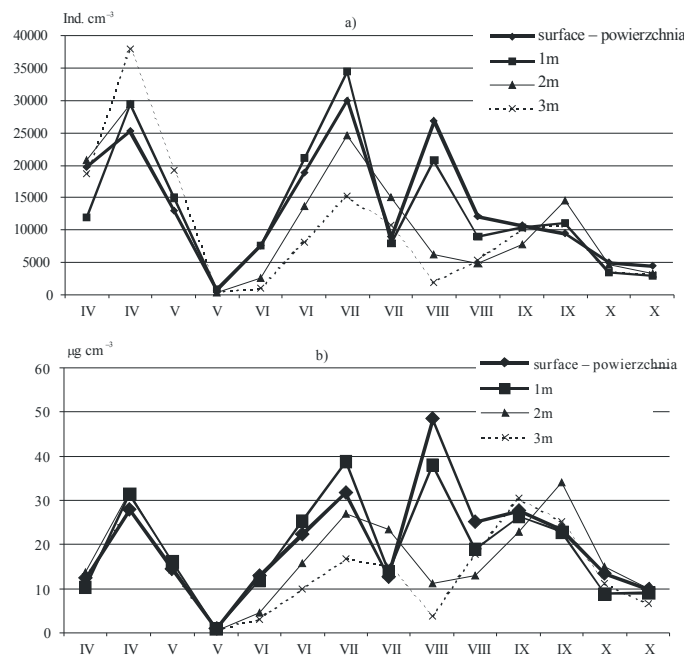 Ind. cm⁻³
a)
surface – powierzchnia
1m
2m
3m
40000
35000
30000
25000
20000
15000
10000
5000
0
IV IV V V VI VI VII VII VIII VIII IX IX X X
µg cm⁻³
b)
surface – powierzchnia
1m
2m
3m
60
50
40
30
20
10
0
IV IV V V VI VI VII VII VIII VIII IX IX X X